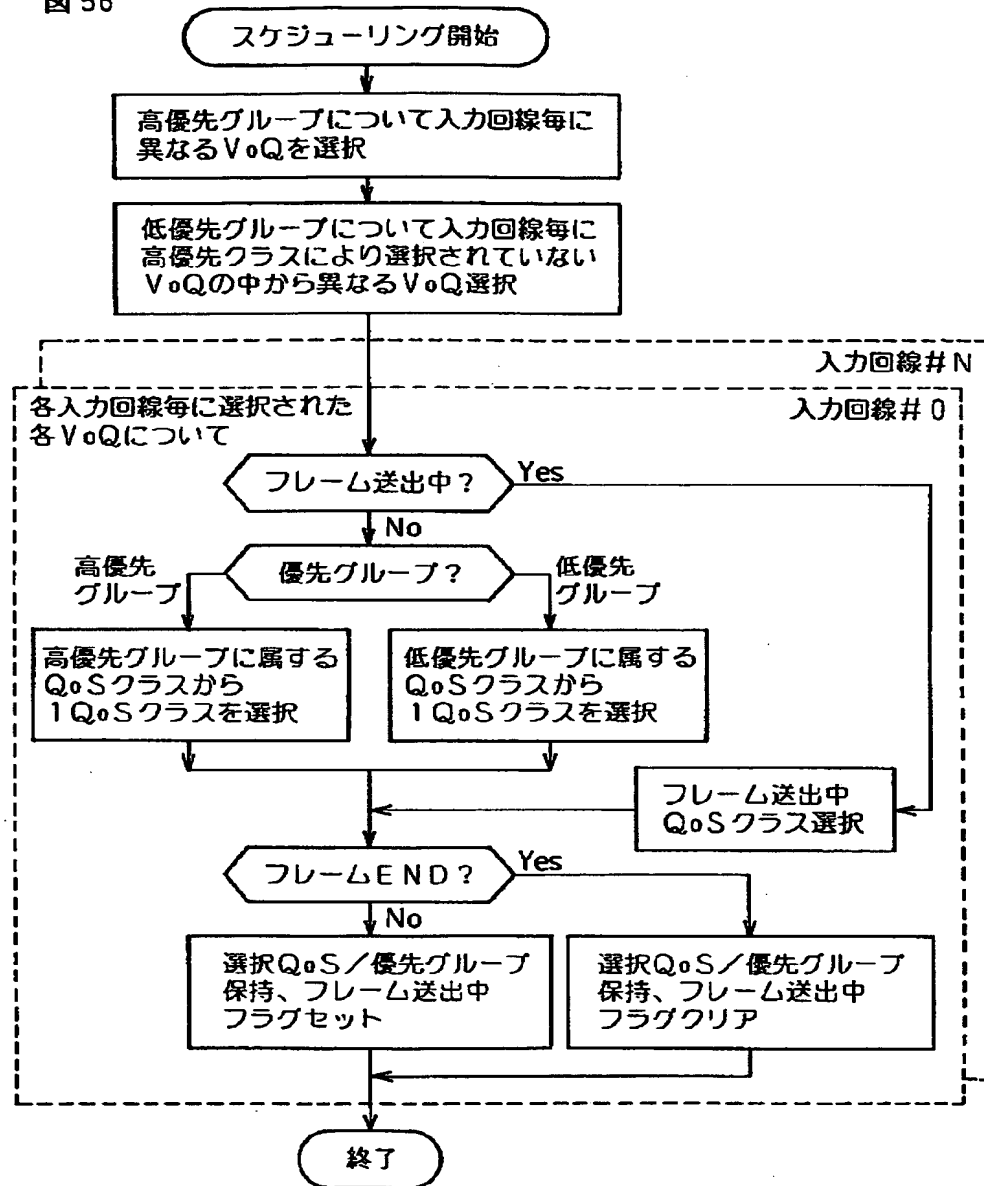 図 56
スケジューリング開始
高優先グループについて入力回線毎に
異なるVoQを選択
低優先グループについて入力回線毎に
高優先クラスにより選択されていない
VoQの中から異なるVoQ選択
入力回線＃N
各入力回線毎に選択された
各VoQについて
入力回線＃0
フレーム送出中？
Yes
No
優先グループ？
高優先
グループ
低優先
グループ
高優先グループに属する
QoSクラスから
1QoSクラスを選択
低優先グループに属する
QoSクラスから
1QoSクラスを選択
フレーム送出中
QoSクラス選択
フレームEND？
Yes
No
選択QoS／優先グループ
保持、フレーム送出中
フラグセット
選択QoS／優先グループ
保持、フレーム送出中
フラグクリア
終了